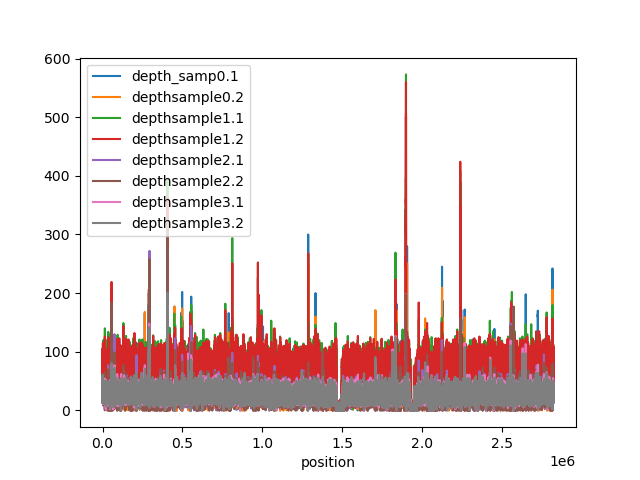 600
500
400
300
200
100
0
depth_samp0.1
depthsample0.2
depthsample1.1
depthsample1.2
depthsample2.1
depthsample2.2
depthsample3.1
depthsample3.2
0.0 0.5 1.0 1.5 2.0 2.5
1e6
position